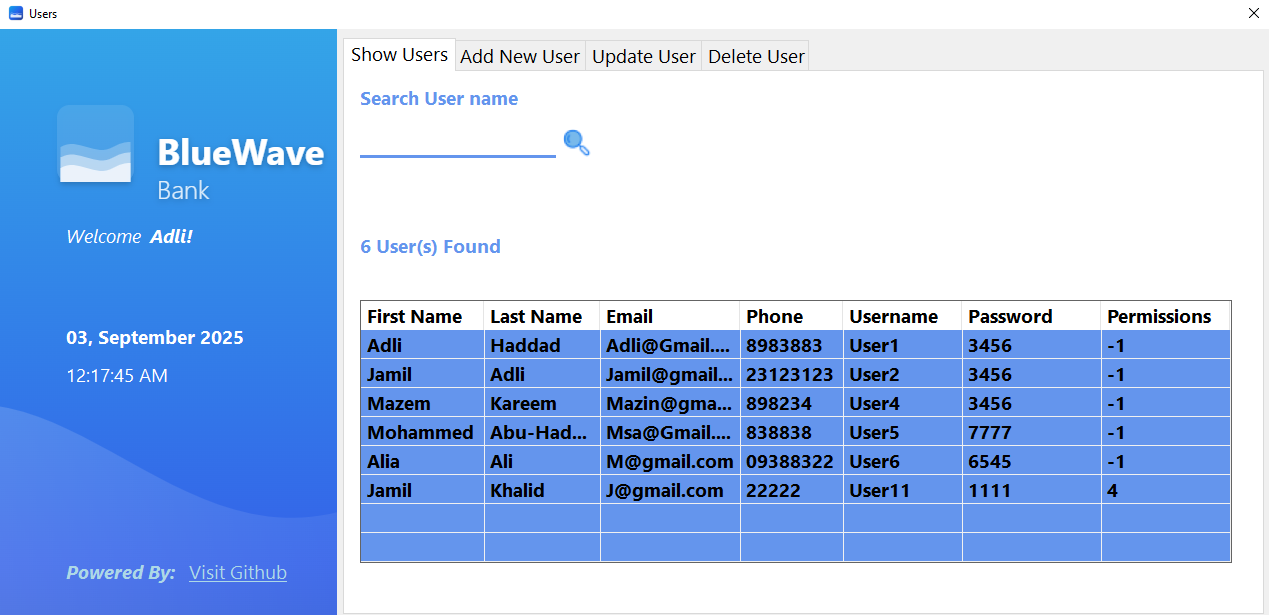 Users
BlueWave
Bank
Welcome Adli!
03, September 2025
12:17:45 AM
Powered By: Visit Github
Show Users Add New User Update User Delete User
Search User name
6 User(s) Found
First Name Last Name Email Phone Username Password Permissions
Adli Haddad Adli@Gmail.... 8983883 User1 3456 -1
Jamil Adli Jamil@gmail... 23123123 User2 3456 -1
Mazem Kareem Mazin@gma... 898234 User4 3456 -1
Mohammed Abu-Had... Msa@Gmail.... 838838 User5 7777 -1
Alia Ali M@gmail.com 09388322 User6 6545 -1
Jamil Khalid J@gmail.com 22222 User11 1111 4